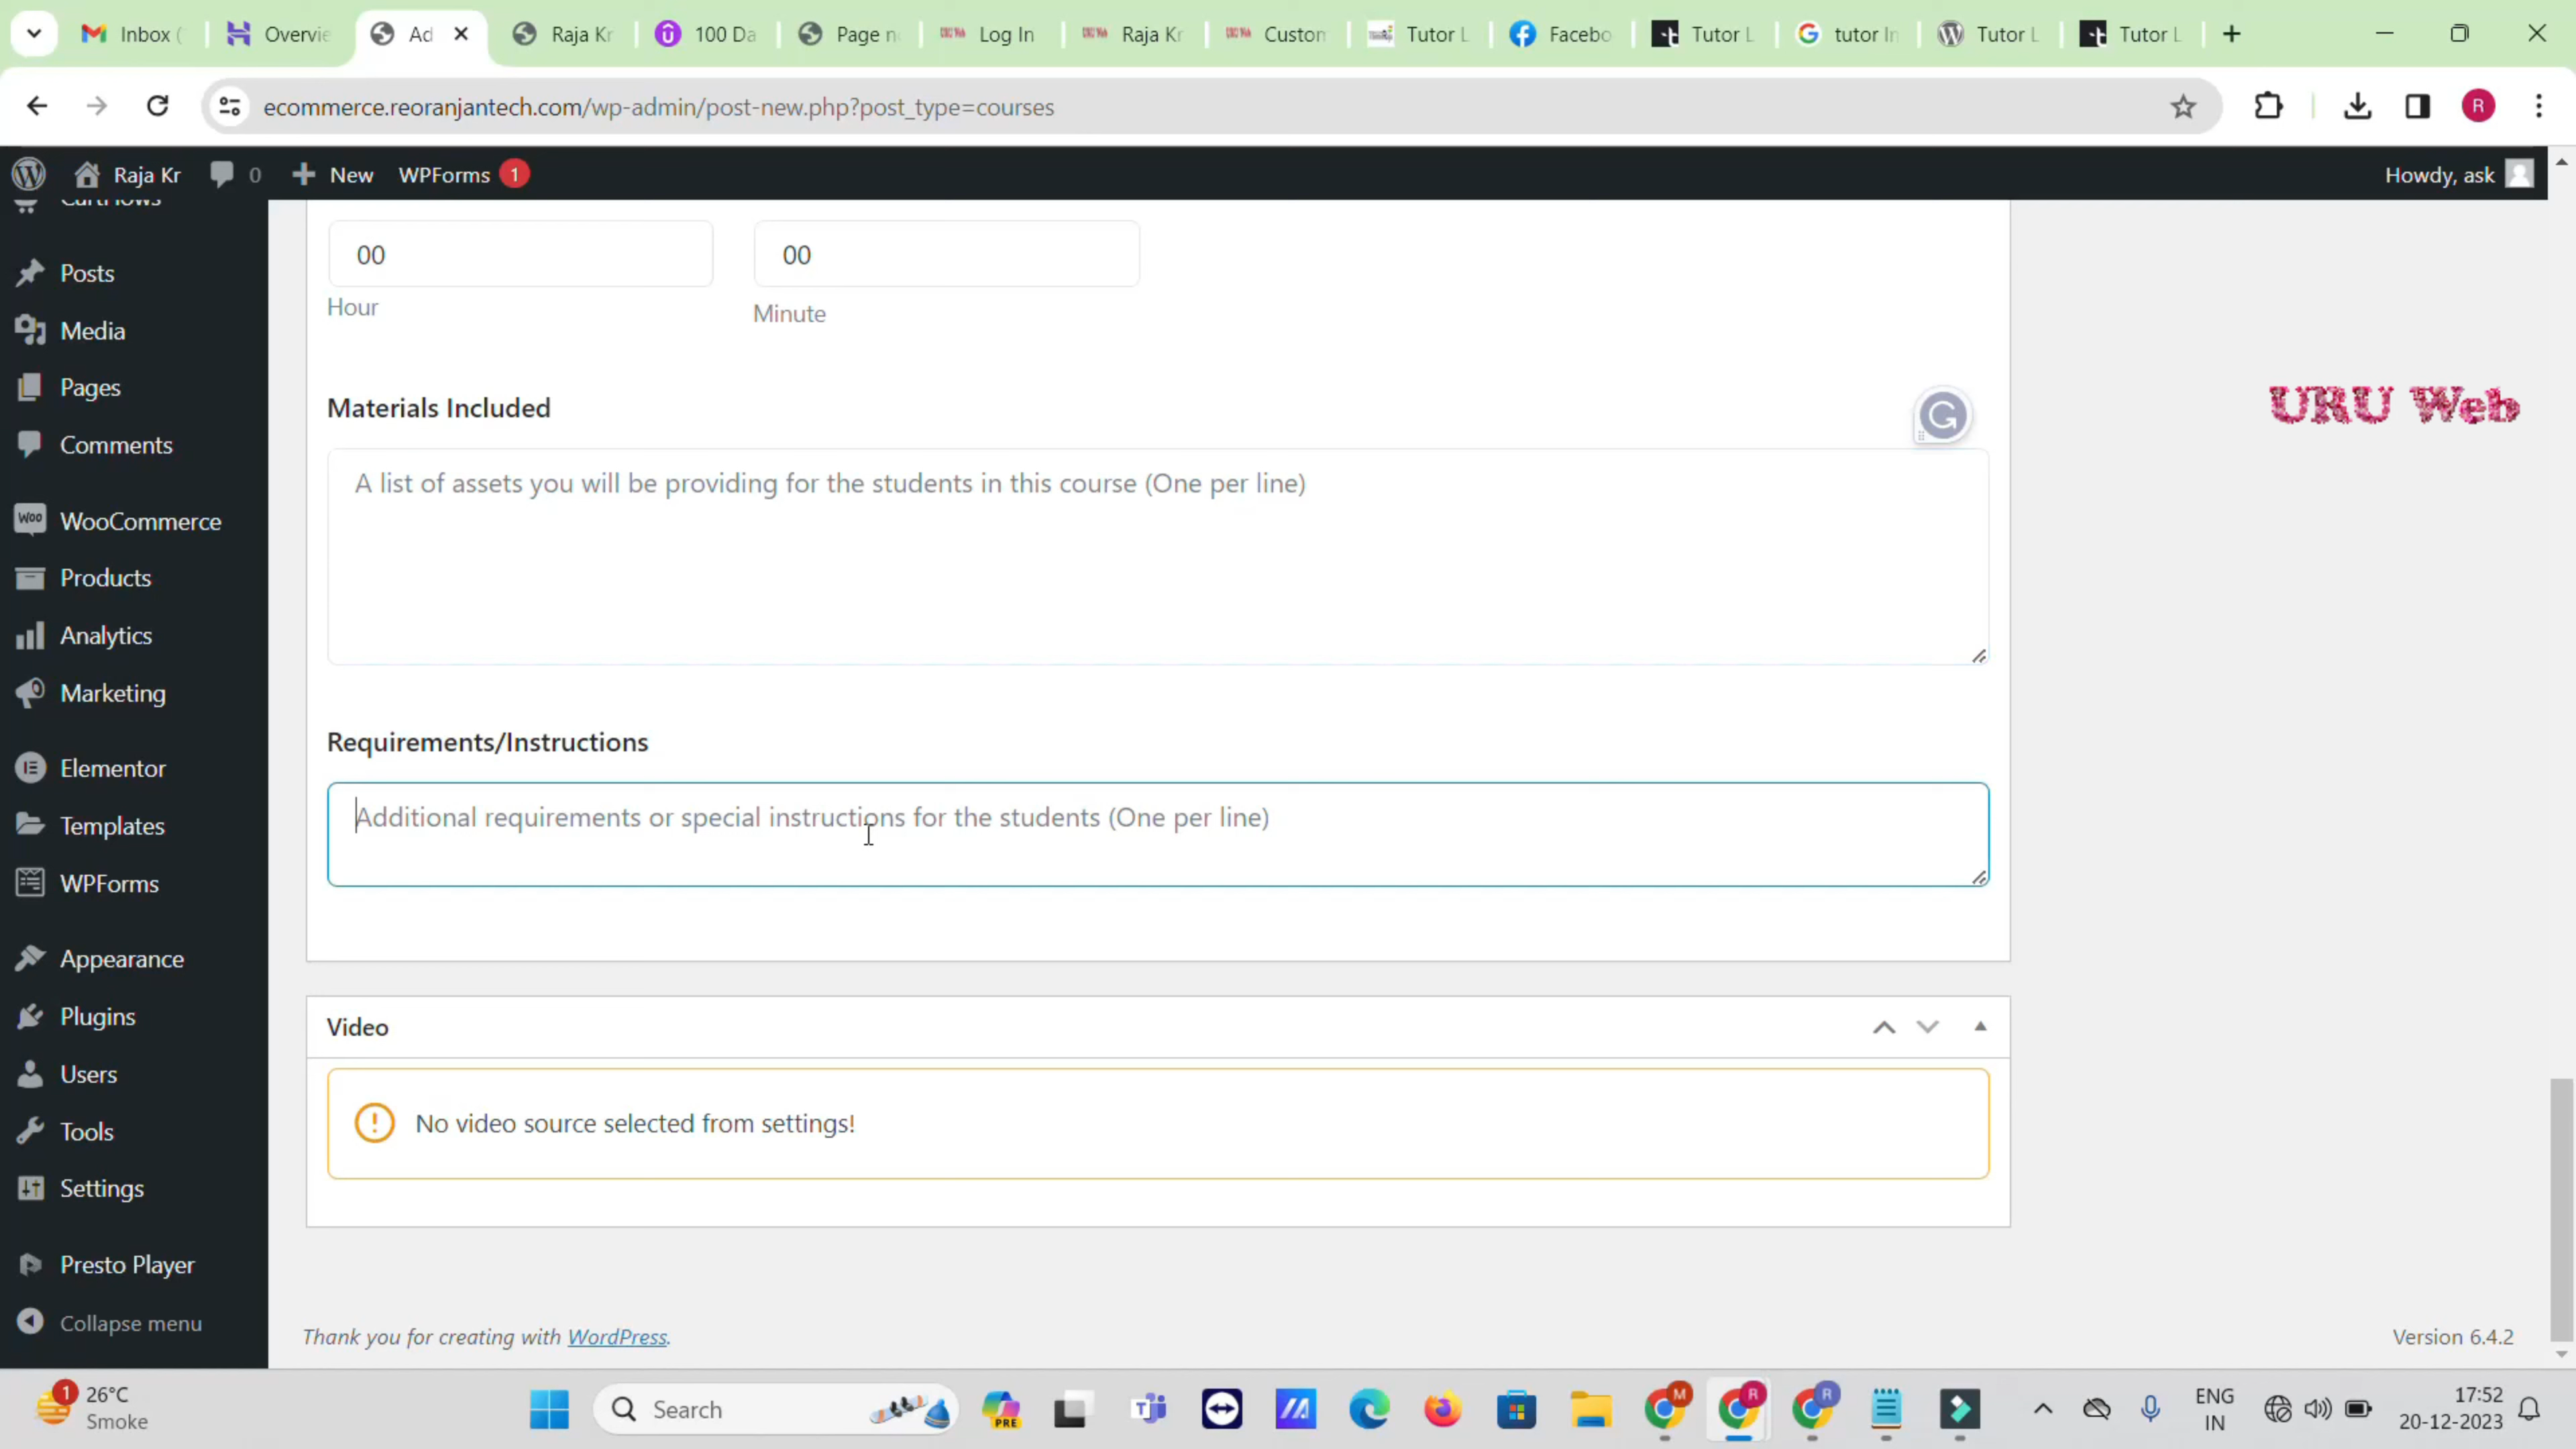 Inbox (
Overvie
Ad
Raja Kr
100 Da
Page n
Log In
Raja Kr
Custom
Tutor L
Facebo
Tutor L
tutor In
Tutor L
Tutor L
ecommerce.reoranjantech.com/wp-admin/post-new.php?post_type=courses
R
Raja Kr
0
New
WPForms 1
Howdy, ask
CartFlows
Posts
Media
Pages
Comments
WooCommerce
Products
Analytics
Marketing
Elementor
Templates
WPForms
Appearance
Plugins
Users
Tools
Settings
Presto Player
Collapse menu
00
00
Hour
Minute
Materials Included
A list of assets you will be providing for the students in this course (One per line)
Requirements/Instructions
Additional requirements or special instructions for the students (One per line)
Video
No video source selected from settings!
Thank you for creating with WordPress.
Version 6.4.2
URU Web
1
26°C
Smoke
Search
PRE
M
R
R
ENG
IN
17:52
20-12-2023